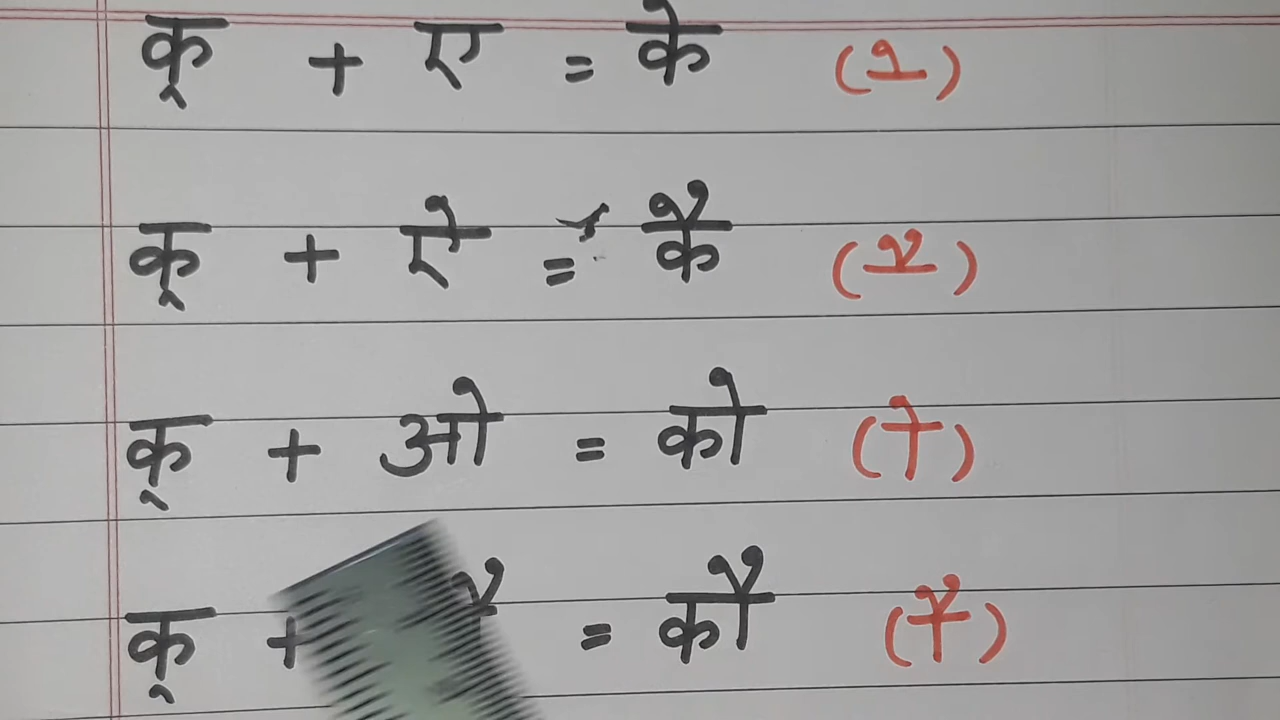 क् + ए = के (े)
क् + ऐ = कै (ै)
क् + ओ = को (ो)
क् + = कौ (ौ)